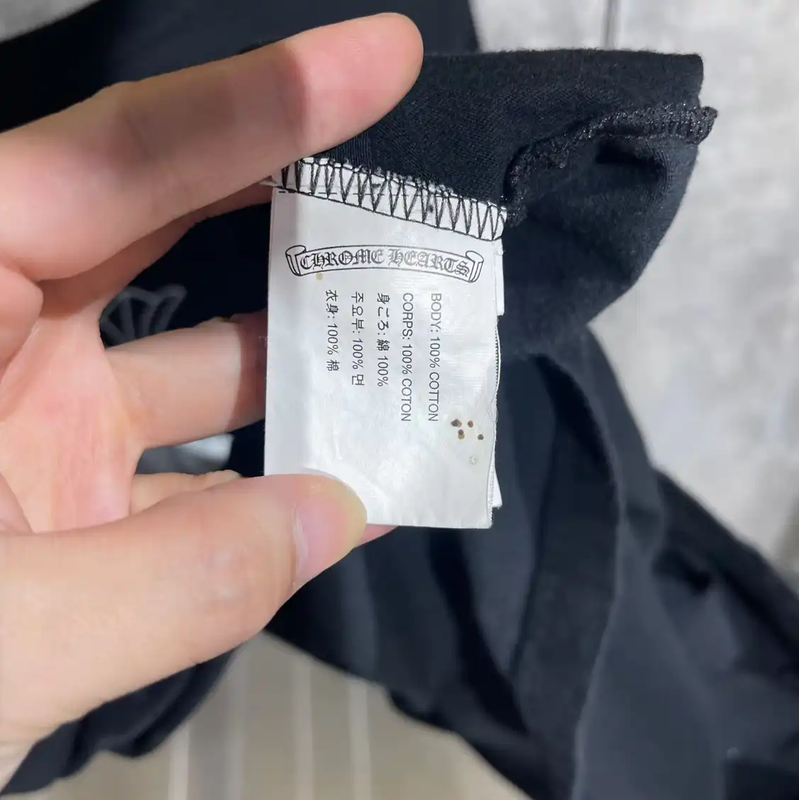 CHROME HEARTS
BODY: 100% COTTON
CORPS: 100% COTON
身ごろ: 綿 100%
주요부: 100% 면
衣身: 100% 棉